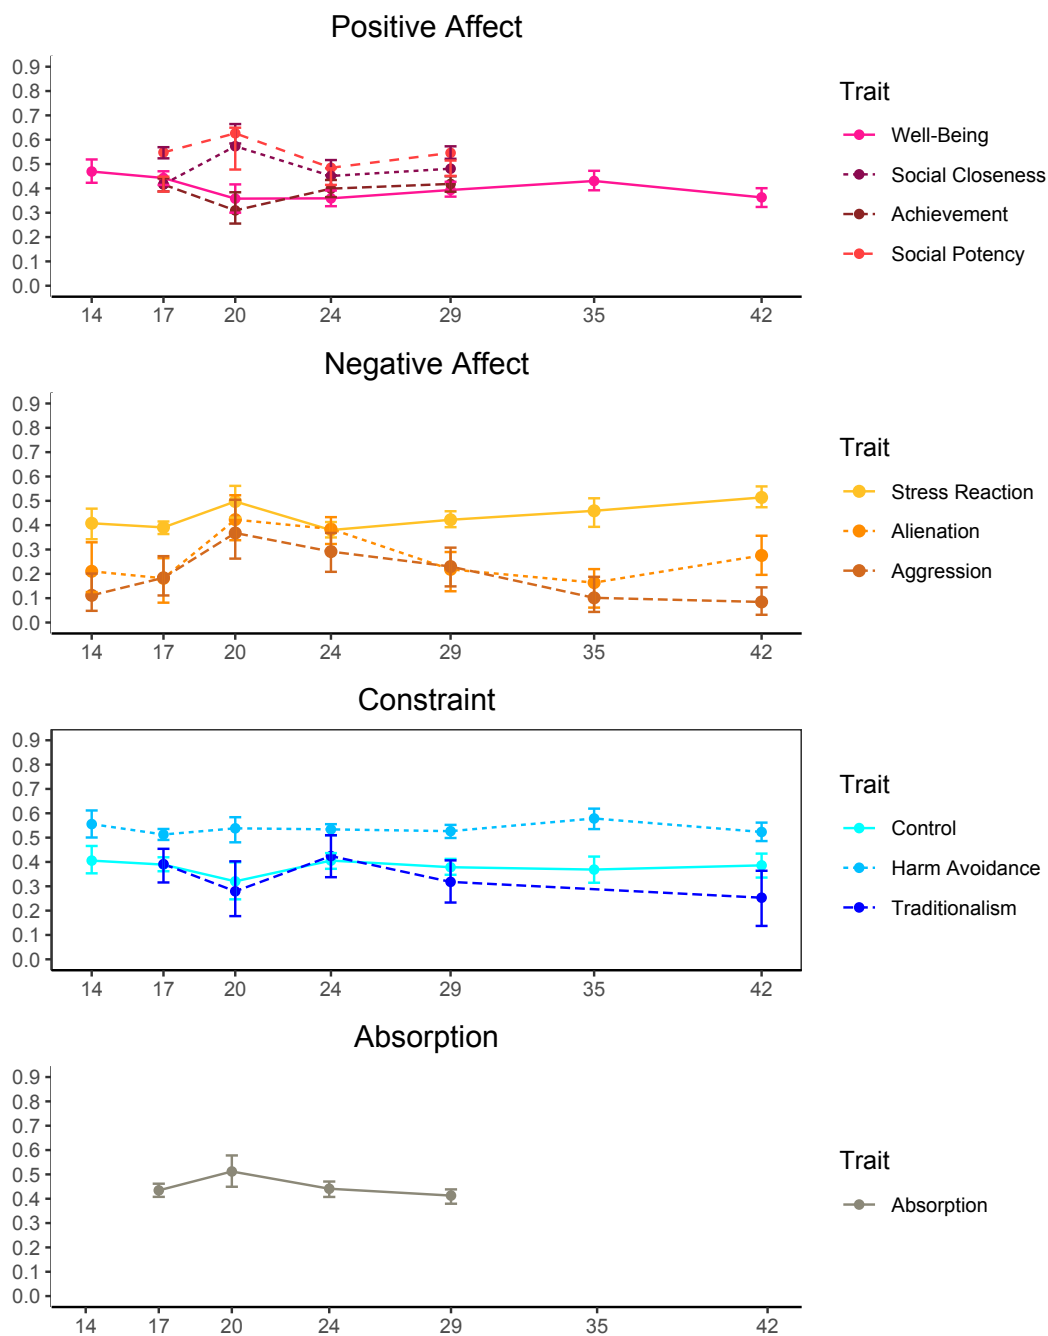 Positive Affect
0.9
0.8
0.7
0.6
0.5
0.4
0.3
0.2
0.1
0.0
14 17 20 24 29 35 42
Trait
Well-Being
Social Closeness
Achievement
Social Potency
Negative Affect
0.9
0.8
0.7
0.6
0.5
0.4
0.3
0.2
0.1
0.0
14 17 20 24 29 35 42
Trait
Stress Reaction
Alienation
Aggression
Constraint
0.9
0.8
0.7
0.6
0.5
0.4
0.3
0.2
0.1
0.0
14 17 20 24 29 35 42
Trait
Control
Harm Avoidance
Traditionalism
Absorption
0.9
0.8
0.7
0.6
0.5
0.4
0.3
0.2
0.1
0.0
14 17 20 24 29 35 42
Trait
Absorption